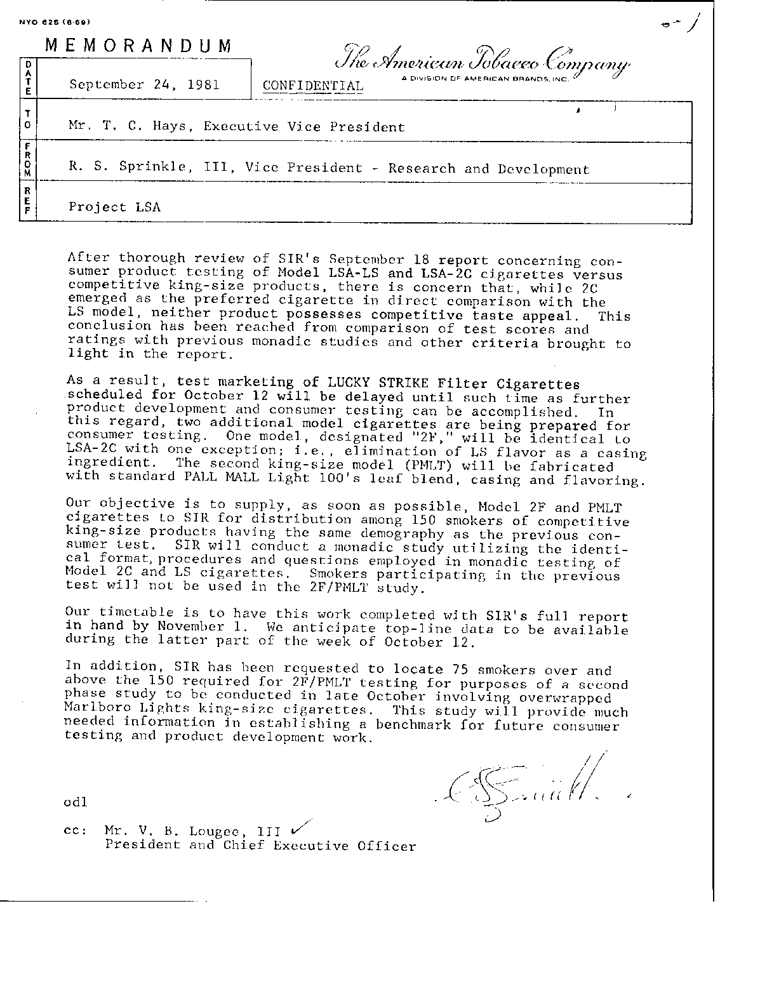 NYO 625 (6-69)
MEMORANDUM
The American Tobacco Company
A DIVISION OF AMERICAN BRANDS, INC.
DATE
September 24, 1981
CONFIDENTIAL
TO
Mr. T. C. Hays, Executive Vice President
FROM
R. S. Sprinkle, III, Vice President - Research and Development
REF
Project LSA
After thorough review of SIR's September 18 report concerning con-
sumer product testing of Model LSA-LS and LSA-2C cigarettes versus
competitive king-size products, there is concern that, while 2C
emerged as the preferred cigarette in direct comparison with the
LS model, neither product possesses competitive taste appeal. This
conclusion has been reached from comparison of test scores and
ratings with previous monadic studies and other criteria brought to
light in the report.
As a result, test marketing of LUCKY STRIKE Filter Cigarettes
scheduled for October 12 will be delayed until such time as further
product development and consumer testing can be accomplished. In
this regard, two additional model cigarettes are being prepared for
consumer testing. One model, designated "2F," will be identical to
LSA-2C with one exception; i.e., elimination of LS flavor as a casing
ingredient. The second king-size model (PMLT) will be fabricated
with standard PALL MALL Light 100's leaf blend, casing and flavoring.
Our objective is to supply, as soon as possible, Model 2F and PMLT
cigarettes to SIR for distribution among 150 smokers of competitive
king-size products having the same demography as the previous con-
sumer test. SIR will conduct a monadic study utilizing the identi-
cal format, procedures and questions employed in monadic testing of
Model 2C and LS cigarettes. Smokers participating in the previous
test will not be used in the 2F/PMLT study.
Our timetable is to have this work completed with SIR's full report
in hand by November 1. We anticipate top-line data to be available
during the latter part of the week of October 12.
In addition, SIR has been requested to locate 75 smokers over and
above the 150 required for 2F/PMLT testing for purposes of a second
phase study to be conducted in late October involving overwrapped
Marlboro Lights king-size cigarettes. This study will provide much
needed information in establishing a benchmark for future consumer
testing and product development work.
odl
cc: Mr. V. B. Lougee, III
President and Chief Executive Officer